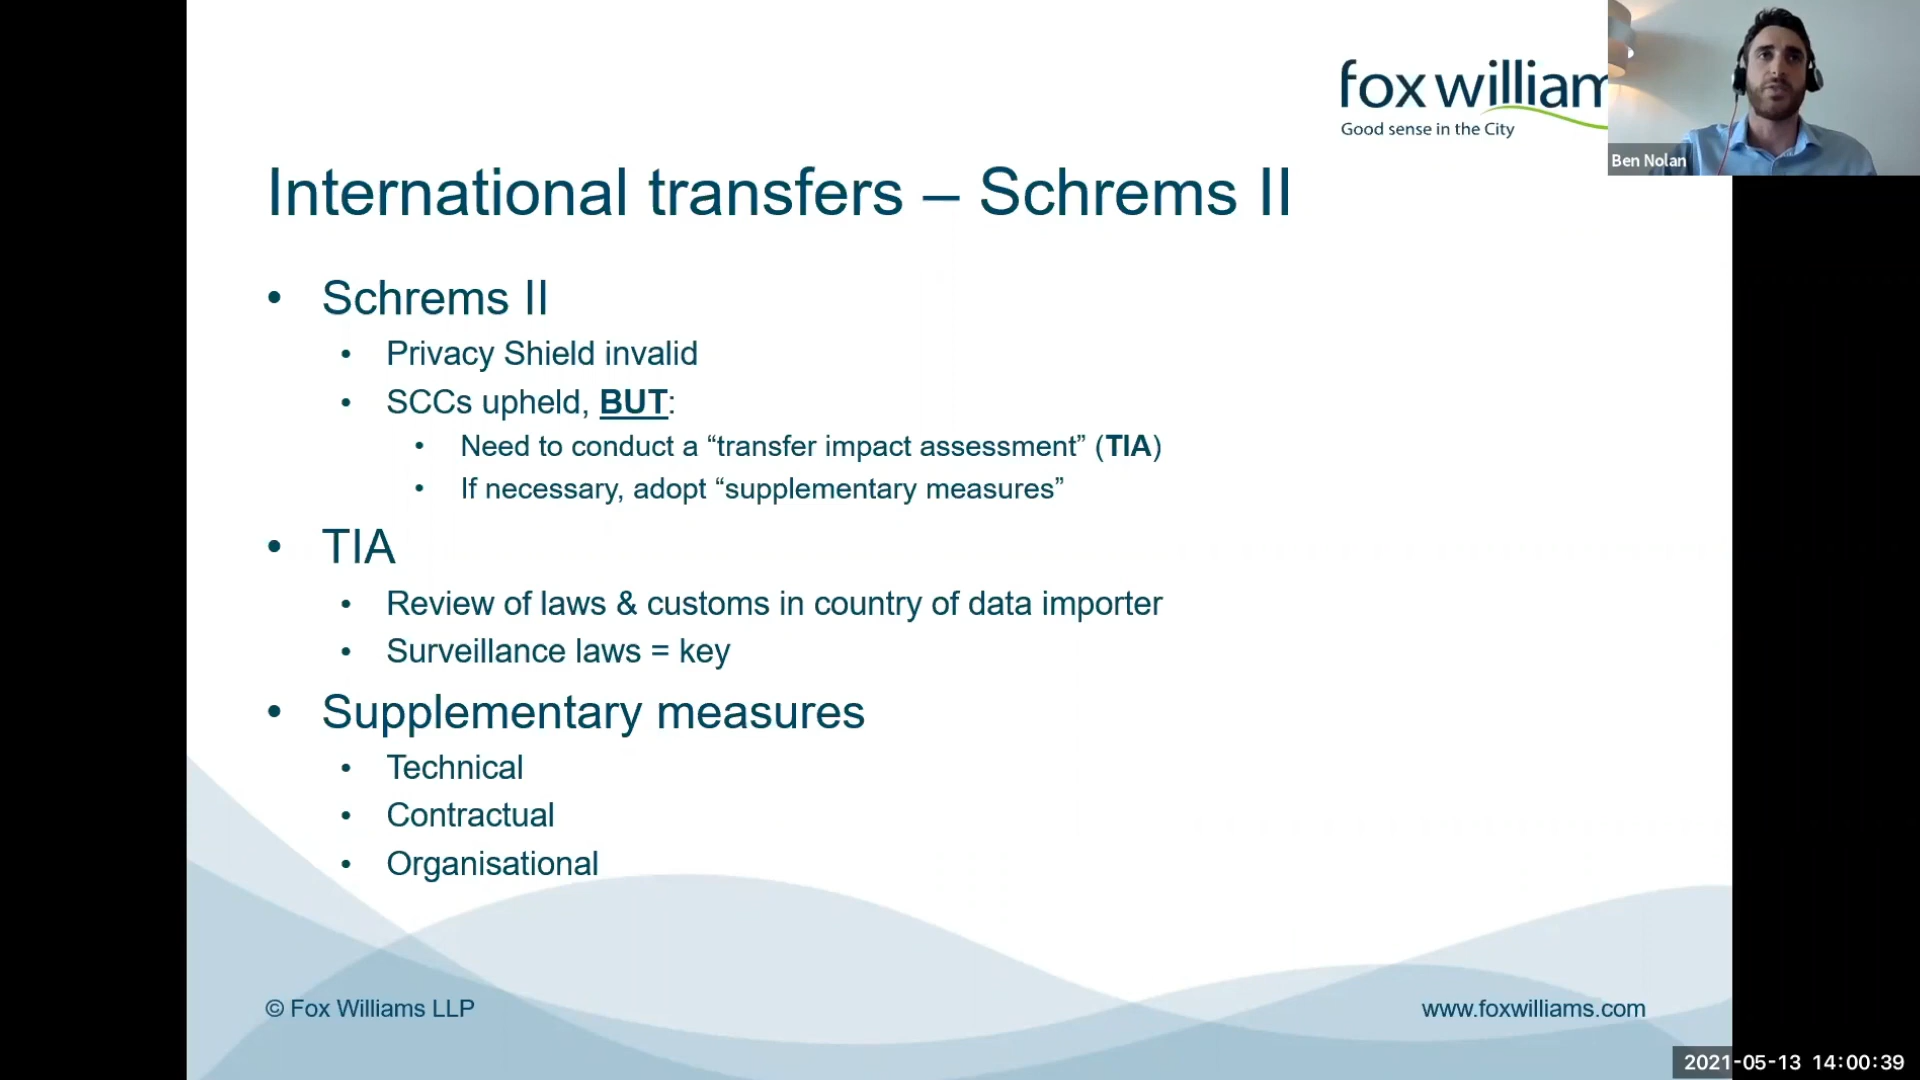 fox william
Good sense in the City
Ben Nolan
International transfers – Schrems II
• Schrems II
• Privacy Shield invalid
• SCCs upheld, BUT:
• Need to conduct a “transfer impact assessment” (TIA)
• If necessary, adopt “supplementary measures”
• TIA
• Review of laws & customs in country of data importer
• Surveillance laws = key
• Supplementary measures
• Technical
• Contractual
• Organisational
© Fox Williams LLP
www.foxwilliams.com
2021-05-13 14:00:39